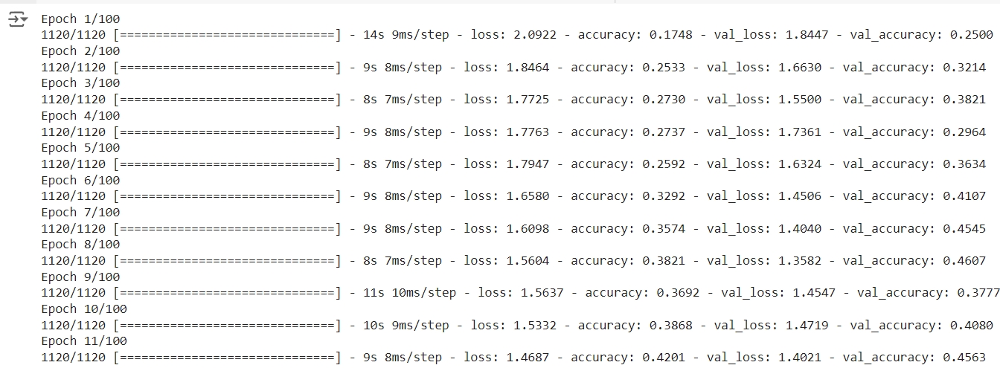 Epoch 1/100
1120/1120 [==============================] - 14s 9ms/step - loss: 2.0922 - accuracy: 0.1748 - val_loss: 1.8447 - val_accuracy: 0.2500
Epoch 2/100
1120/1120 [==============================] - 9s 8ms/step - loss: 1.8464 - accuracy: 0.2533 - val_loss: 1.6630 - val_accuracy: 0.3214
Epoch 3/100
1120/1120 [==============================] - 8s 7ms/step - loss: 1.7725 - accuracy: 0.2730 - val_loss: 1.5500 - val_accuracy: 0.3821
Epoch 4/100
1120/1120 [==============================] - 9s 8ms/step - loss: 1.7763 - accuracy: 0.2737 - val_loss: 1.7361 - val_accuracy: 0.2964
Epoch 5/100
1120/1120 [==============================] - 8s 7ms/step - loss: 1.7947 - accuracy: 0.2592 - val_loss: 1.6324 - val_accuracy: 0.3634
Epoch 6/100
1120/1120 [==============================] - 9s 8ms/step - loss: 1.6580 - accuracy: 0.3292 - val_loss: 1.4506 - val_accuracy: 0.4107
Epoch 7/100
1120/1120 [==============================] - 9s 8ms/step - loss: 1.6098 - accuracy: 0.3574 - val_loss: 1.4040 - val_accuracy: 0.4545
Epoch 8/100
1120/1120 [==============================] - 8s 7ms/step - loss: 1.5604 - accuracy: 0.3821 - val_loss: 1.3582 - val_accuracy: 0.4607
Epoch 9/100
1120/1120 [==============================] - 11s 10ms/step - loss: 1.5637 - accuracy: 0.3692 - val_loss: 1.4547 - val_accuracy: 0.3777
Epoch 10/100
1120/1120 [==============================] - 10s 9ms/step - loss: 1.5332 - accuracy: 0.3868 - val_loss: 1.4719 - val_accuracy: 0.4080
Epoch 11/100
1120/1120 [==============================] - 9s 8ms/step - loss: 1.4687 - accuracy: 0.4201 - val_loss: 1.4021 - val_accuracy: 0.4563